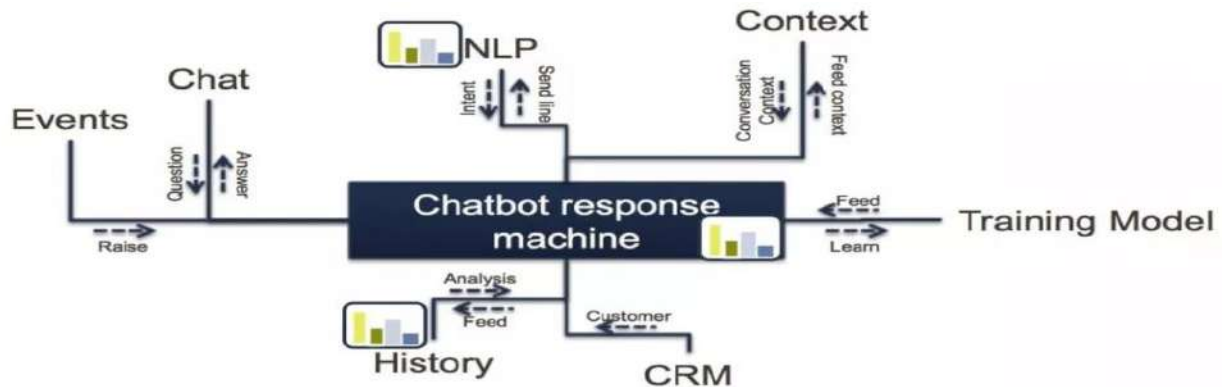 Context
NLP
Chat
Events
Intent
Send line
Conversation
Context
Feed context
Question
Answer
Raise
Chatbot response
machine
Feed
Learn
Training Model
Analysis
Feed
Customer
History
CRM